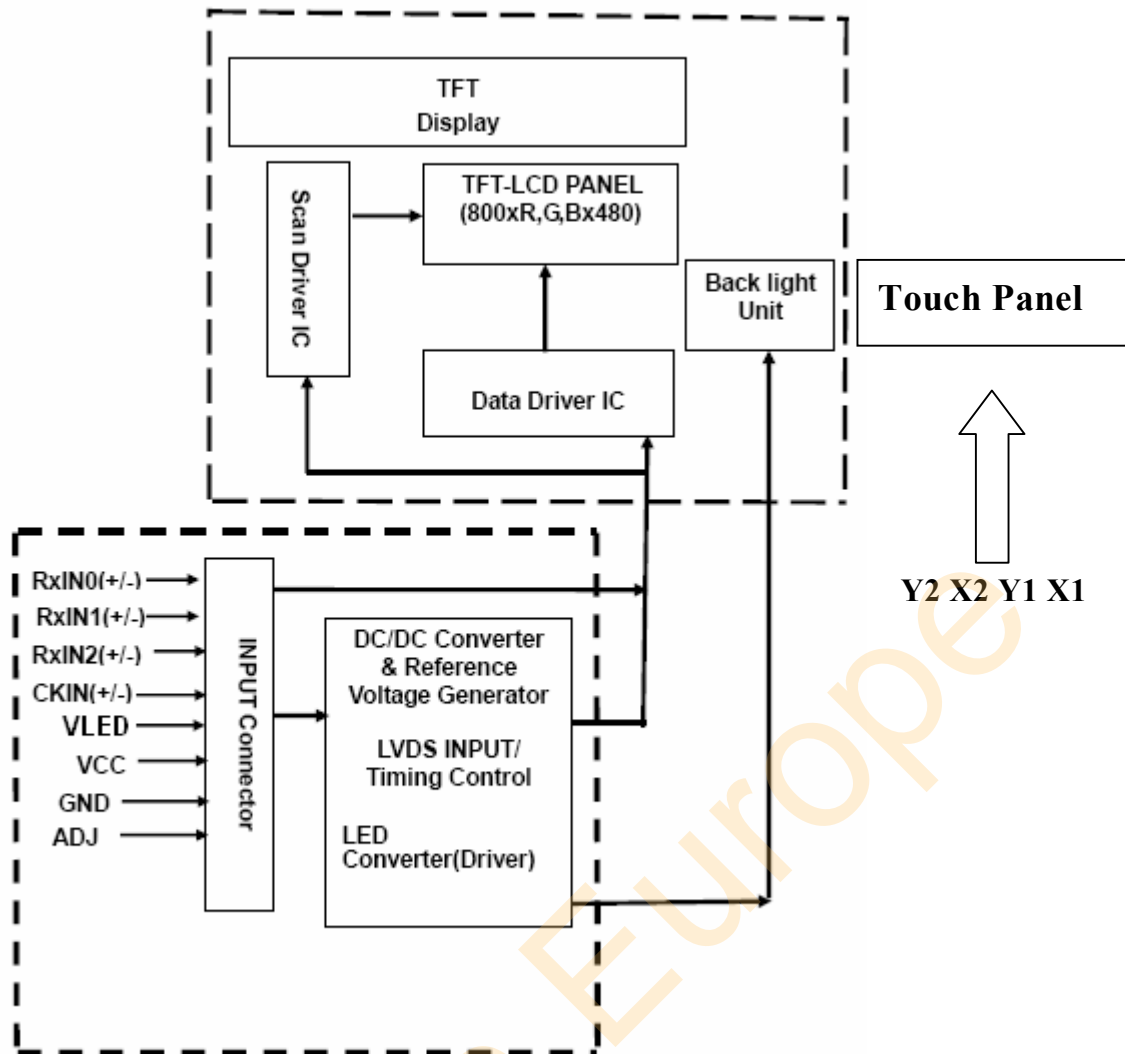 TFT
Display
Scan Driver IC
TFT-LCD PANEL
(800xR,G,Bx480)
Back light
Unit
Touch Panel
Data Driver IC
Y2 X2 Y1 X1
RxIN0(+/-)
RxIN1(+/-)
RxIN2(+/-)
CKIN(+/-)
VLED
VCC
GND
ADJ
INPUT Connector
DC/DC Converter
& Reference
Voltage Generator
LVDS INPUT/
Timing Control
LED
Converter(Driver)
Europe